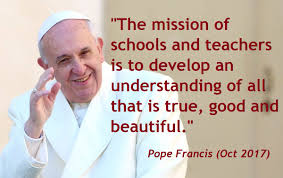 "The mission of
schools and teachers
is to develop an
understanding of all
that is true, good and
beautiful."
Pope Francis (Oct 2017)